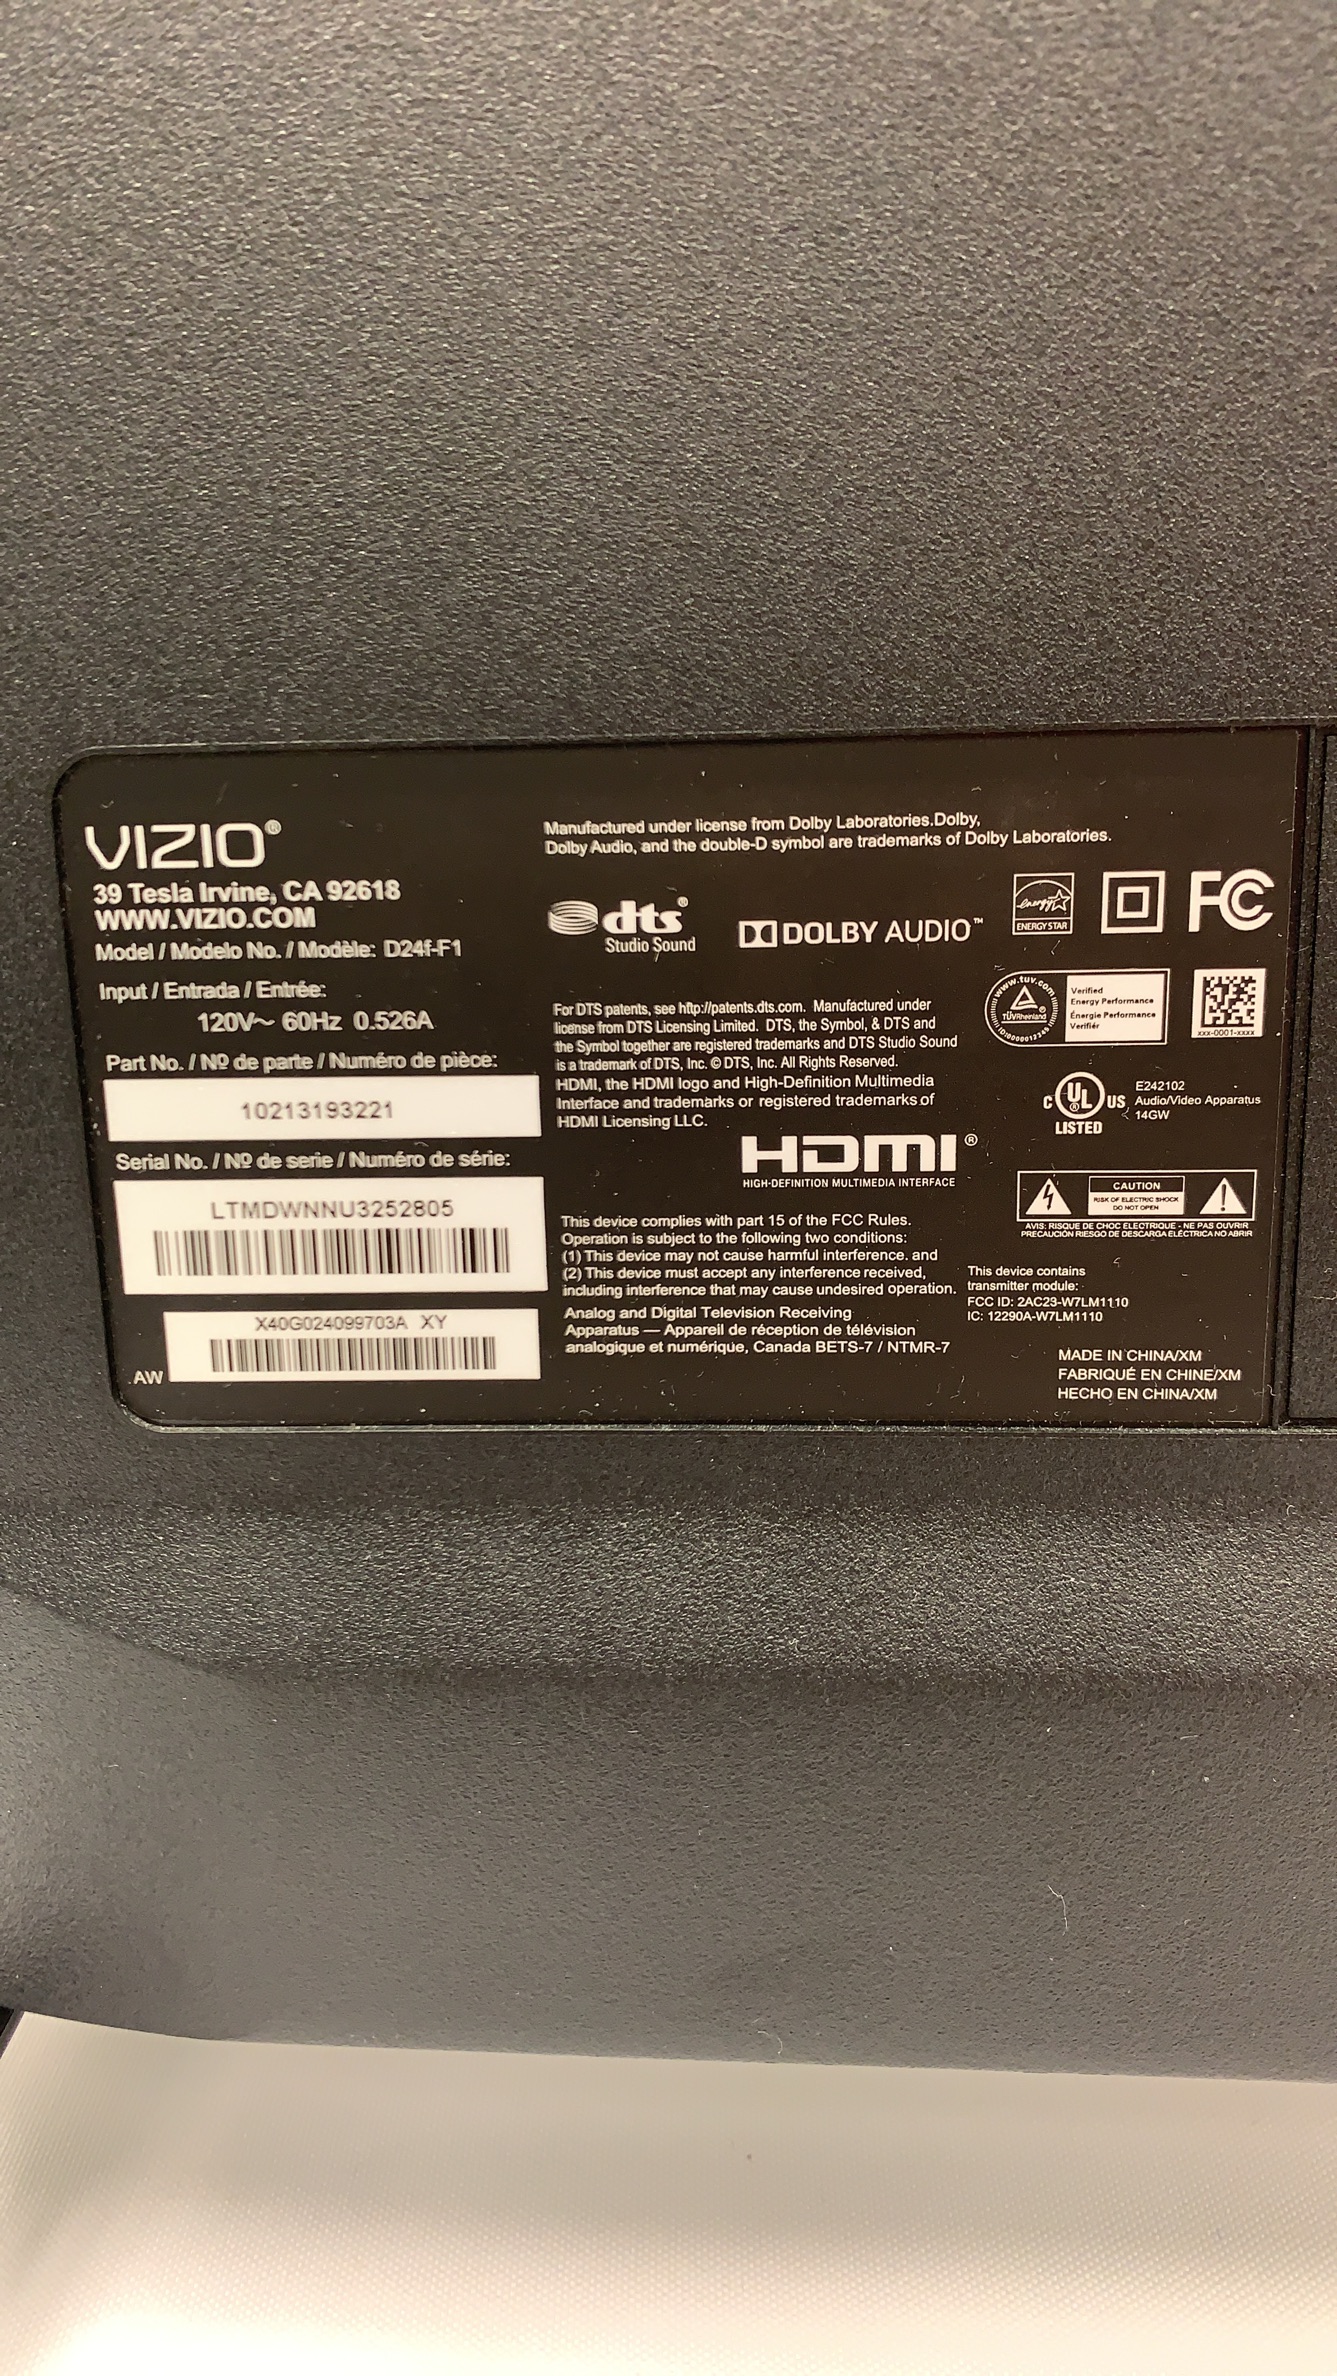 VIZIO®
39 Tesla Irvine, CA 92618
WWW.VIZIO.COM
Model / Modelo No. / Modèle: D24f-F1
Input / Entrada / Entrée:
120V~ 60Hz 0.526A
Part No. / Nº de parte / Numéro de pièce:
10213193221
Serial No. / Nº de serie / Numéro de série:
LTMDWNNU3252805
X40G024099703A XY
AW
Manufactured under license from Dolby Laboratories.Dolby,
Dolby Audio, and the double-D symbol are trademarks of Dolby Laboratories.
dts®
Studio Sound
DOLBY AUDIO™
For DTS patents, see http://patents.dts.com. Manufactured under
license from DTS Licensing Limited. DTS, the Symbol, & DTS and
the Symbol together are registered trademarks and DTS Studio Sound
is a trademark of DTS, Inc. © DTS, Inc. All Rights Reserved.
HDMI, the HDMI logo and High-Definition Multimedia
Interface and trademarks or registered trademarks of
HDMI Licensing LLC.
HDMI®
HIGH-DEFINITION MULTIMEDIA INTERFACE
This device complies with part 15 of the FCC Rules.
Operation is subject to the following two conditions:
(1) This device may not cause harmful interference. and
(2) This device must accept any interference received,
including interference that may cause undesired operation.
Analog and Digital Television Receiving
Apparatus — Appareil de réception de télévision
analogique et numérique, Canada BETS-7 / NTMR-7
energy
ENERGY STAR
FC
www.tuv.com
TÜVRheinland®
ID:0000012345
Verified
Energy Performance
Énergie Performance
Verifiér
xxx-0001-xxxx
C UL® US
LISTED
E242102
Audio/Video Apparatus
14GW
CAUTION
RISK OF ELECTRIC SHOCK
DO NOT OPEN
AVIS: RISQUE DE CHOC ELECTRIQUE - NE PAS OUVRIR
PRECAUCIÓN RIESGO DE DESCARGA ELÉCTRICA NO ABRIR
This device contains
transmitter module:
FCC ID: 2AC23-W7LM1110
IC: 12290A-W7LM1110
MADE IN CHINA/XM
FABRIQUÉ EN CHINE/XM
HECHO EN CHINA/XM